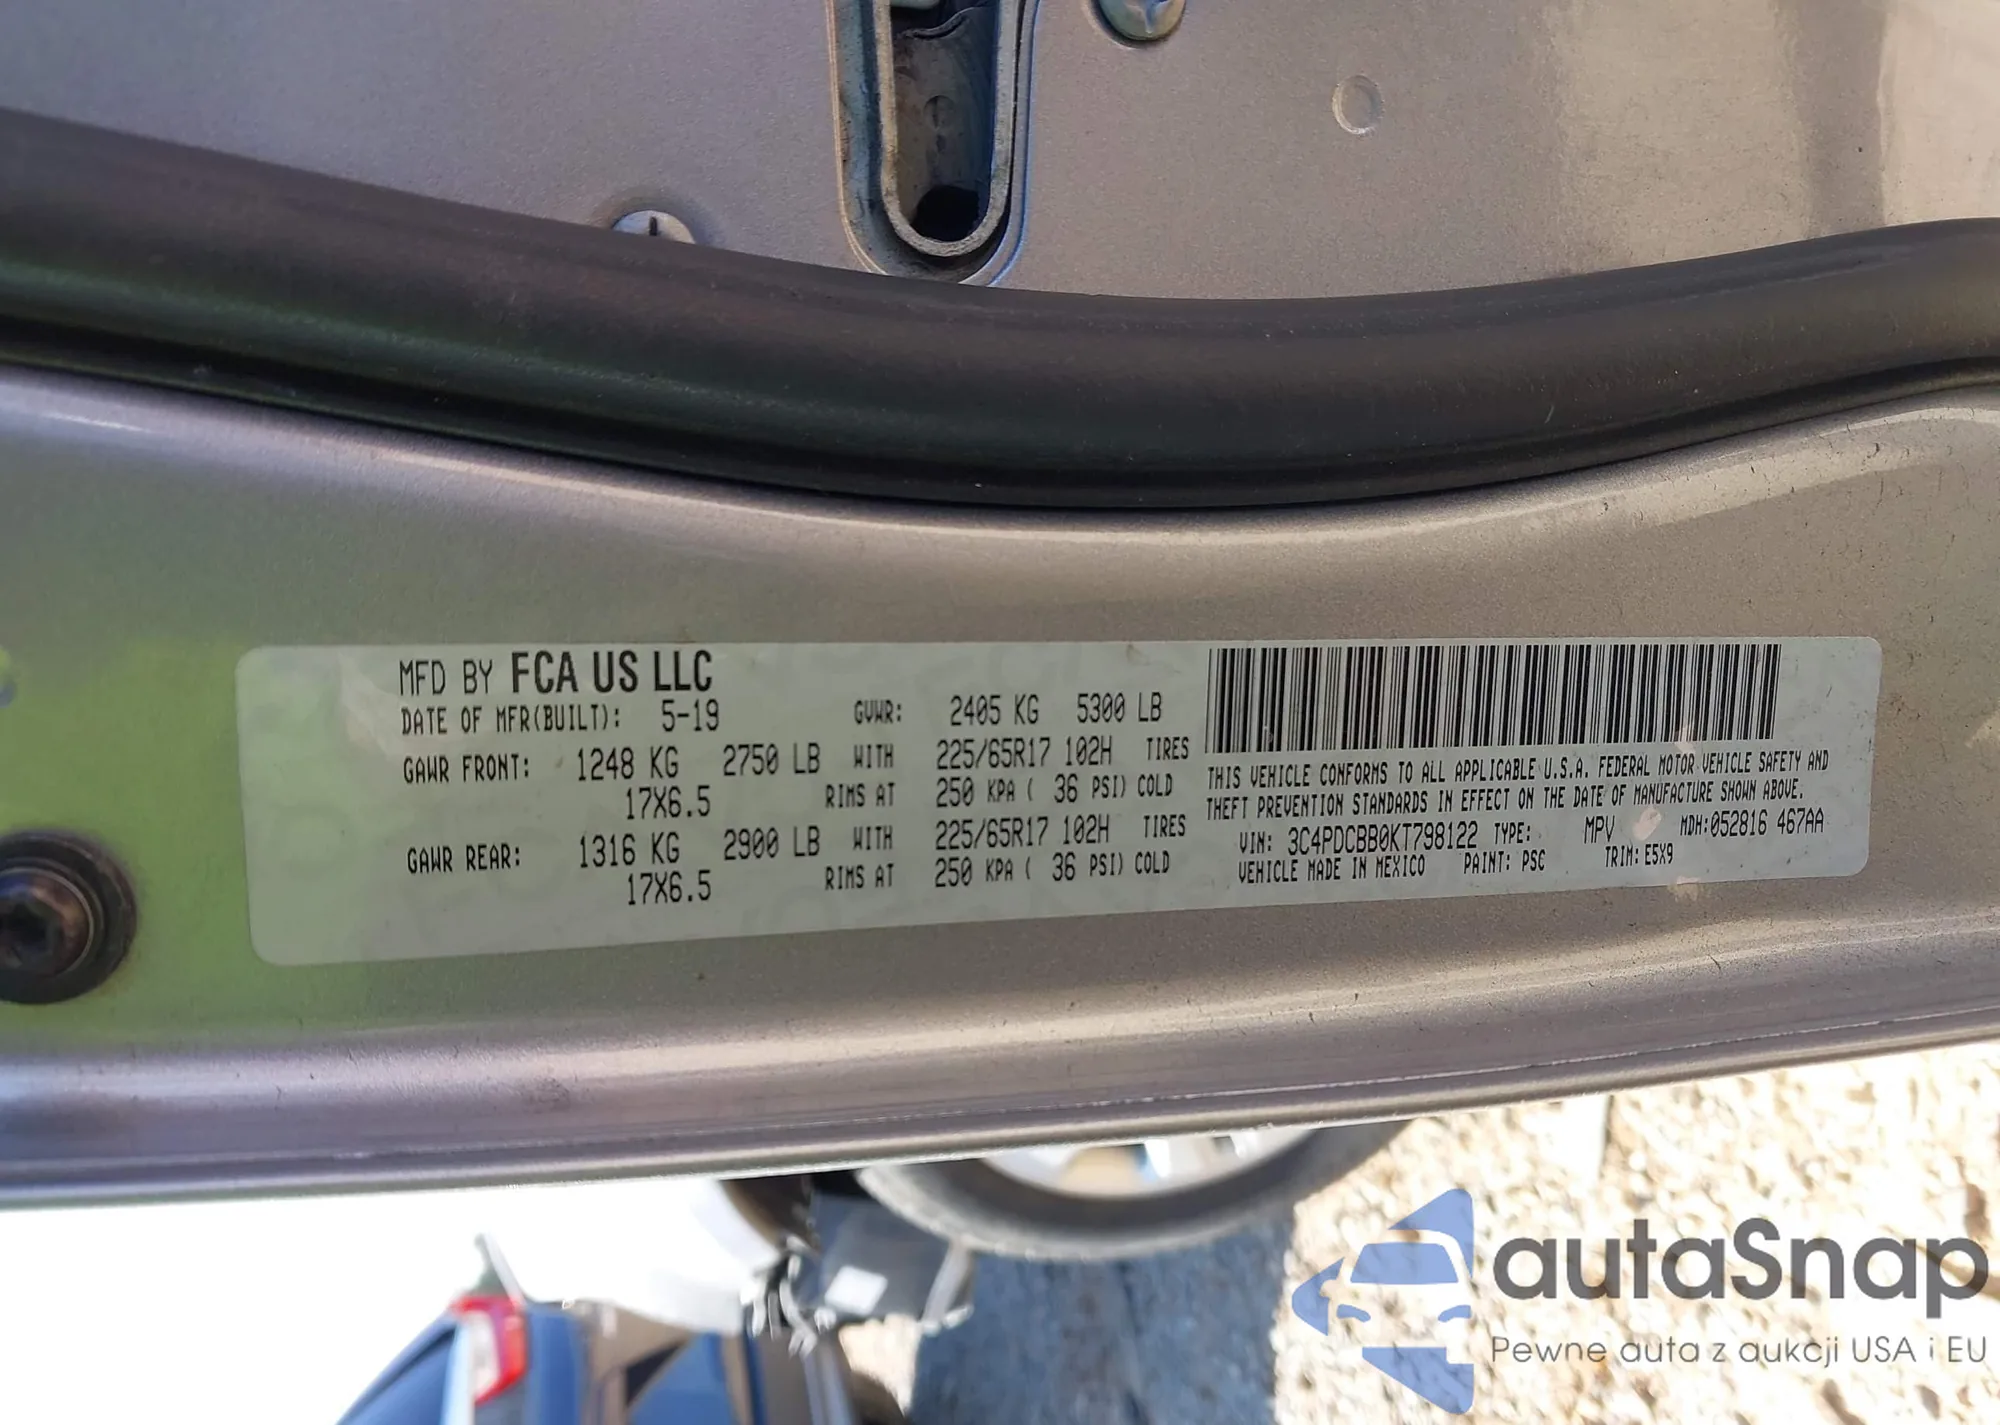 MFD BY FCA US LLC
DATE OF MFR(BUILT): 5-19 GVWR: 2405 KG 5300 LB
GAWR FRONT: 1248 KG 2750 LB WITH 225/65R17 102H TIRES
17X6.5 RIMS AT 250 KPA ( 36 PSI) COLD
GAWR REAR: 1316 KG 2900 LB WITH 225/65R17 102H TIRES
17X6.5 RIMS AT 250 KPA ( 36 PSI) COLD
THIS VEHICLE CONFORMS TO ALL APPLICABLE U.S.A. FEDERAL MOTOR VEHICLE SAFETY AND
THEFT PREVENTION STANDARDS IN EFFECT ON THE DATE OF MANUFACTURE SHOWN ABOVE.
VIN: 3C4PDCBB0KT798122 TYPE: MPV MDH:052816 467AA
VEHICLE MADE IN MEXICO PAINT: PSC TRIM: E5X9
autaSnap
Pewne auta z aukcji USA i EU